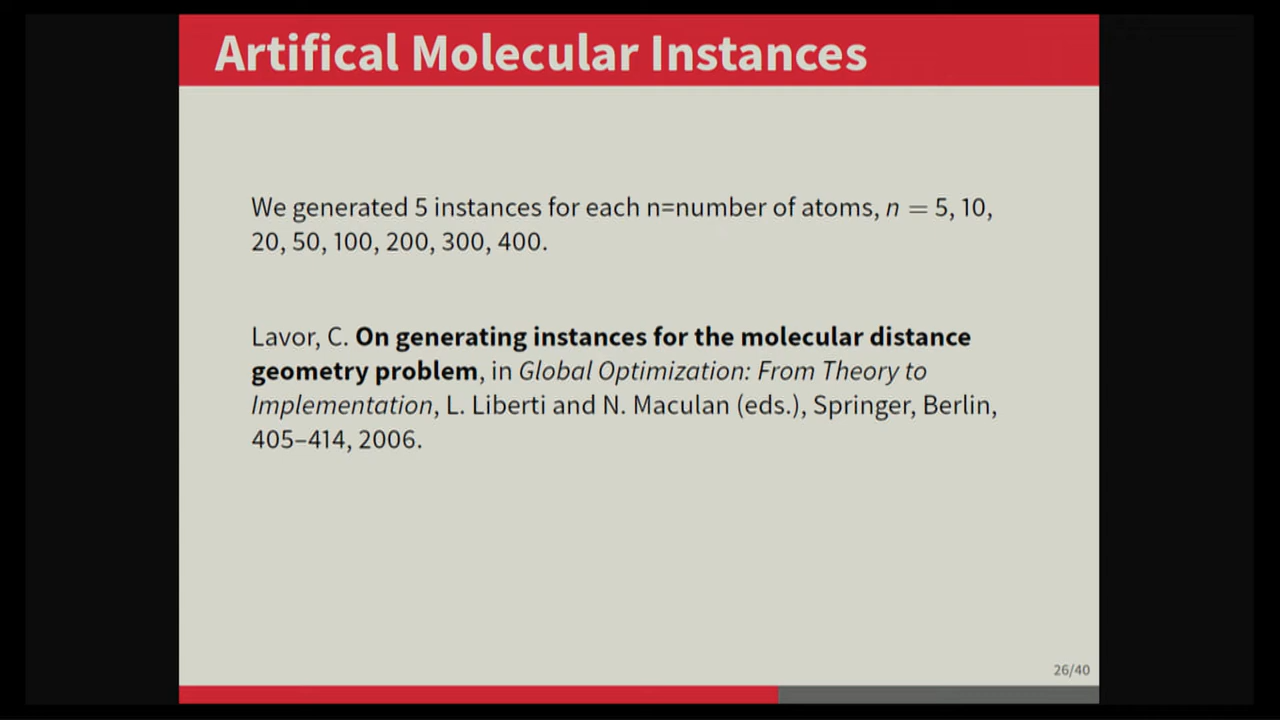 Artifical Molecular Instances
We generated 5 instances for each n=number of atoms, n = 5, 10,
20, 50, 100, 200, 300, 400.
Lavor, C. On generating instances for the molecular distance
geometry problem, in Global Optimization: From Theory to
Implementation, L. Liberti and N. Maculan (eds.), Springer, Berlin,
405–414, 2006.
26/40